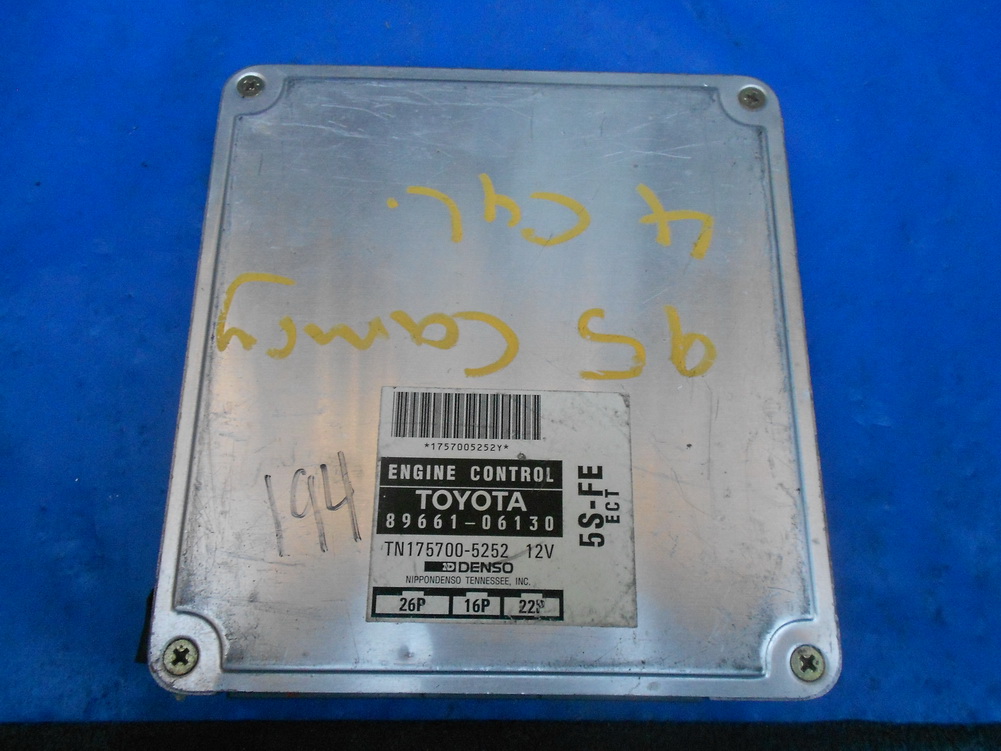 4 Cyl.
95 Camry
*1757005252Y*
ENGINE CONTROL
TOYOTA
89661-06130
TN175700-5252 12V
DENSO
NIPPONDENSO TENNESSEE, INC.
26P 16P 22P
5S-FE
ECT
194